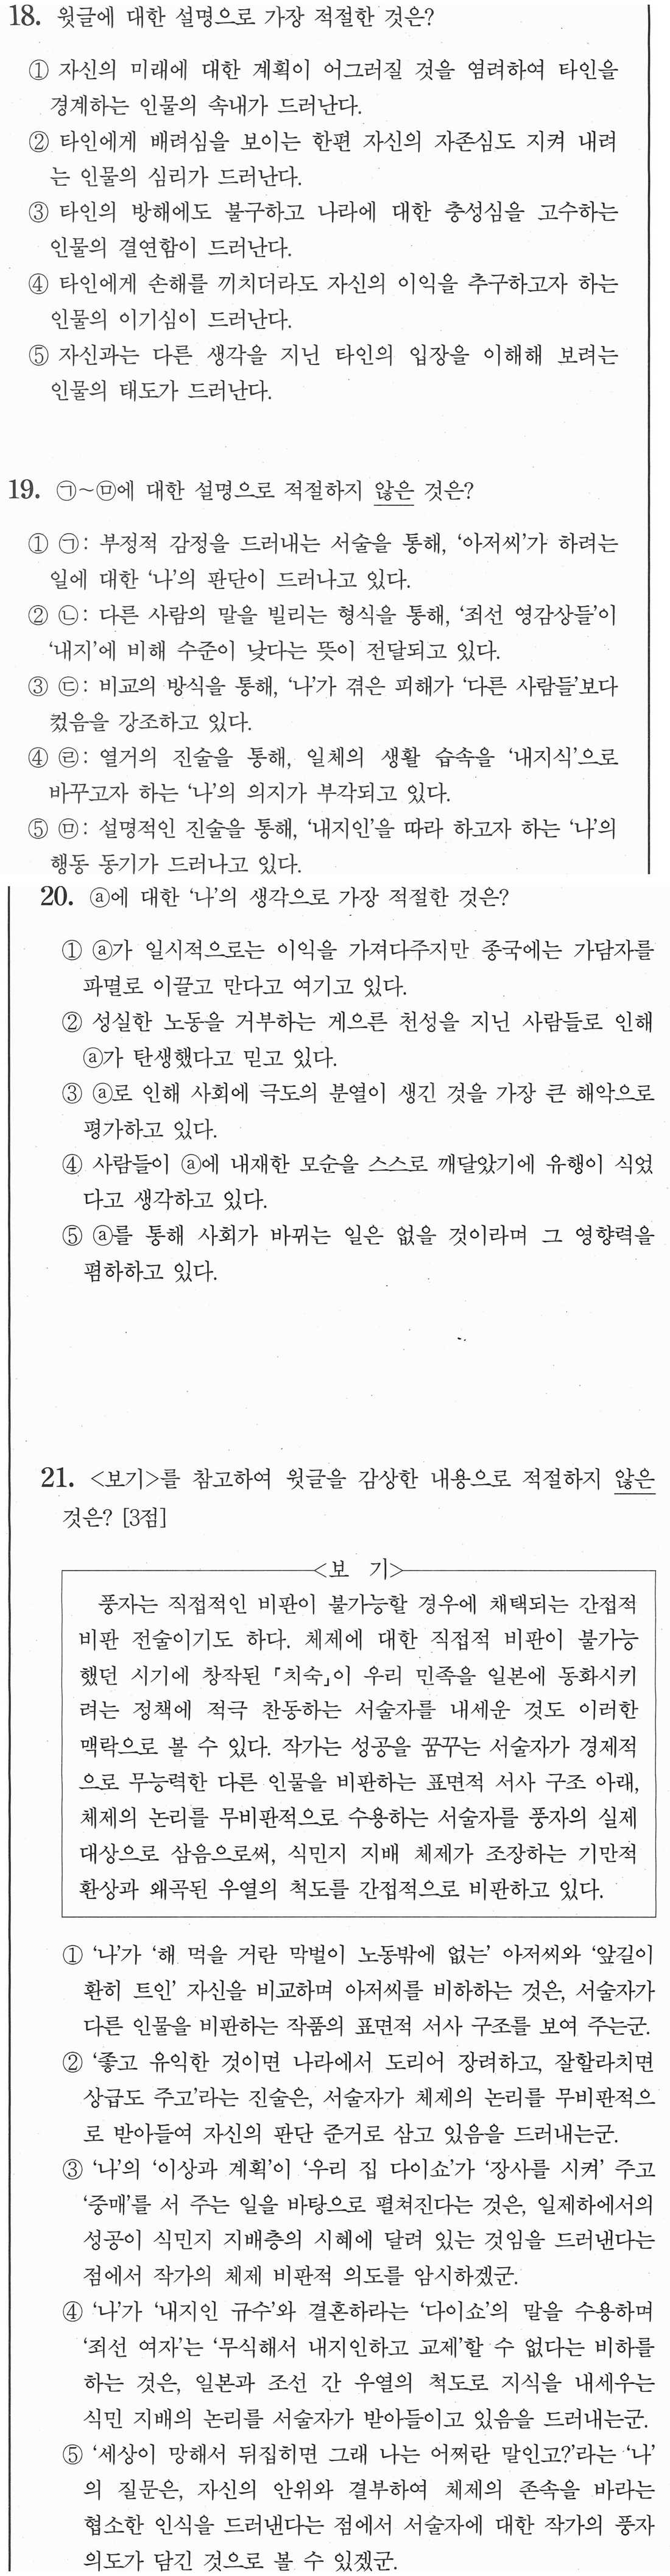 18. 윗글에 대한 설명으로 가장 적절한 것은?
① 자신의 미래에 대한 계획이 어그러질 것을 염려하여 타인을
경계하는 인물의 속내가 드러난다.
② 타인에게 배려심을 보이는 한편 자신의 자존심도 지켜 내려
는 인물의 심리가 드러난다.
③ 타인의 방해에도 불구하고 나라에 대한 충성심을 고수하는
인물의 결연함이 드러난다.
④ 타인에게 손해를 끼치더라도 자신의 이익을 추구하고자 하는
인물의 이기심이 드러난다.
⑤ 자신과는 다른 생각을 지닌 타인의 입장을 이해해 보려는
인물의 태도가 드러난다.
19. ㉠~㉤에 대한 설명으로 적절하지 않은 것은?
① ㉠: 부정적 감정을 드러내는 서술을 통해, ‘아저씨’가 하려는
일에 대한 ‘나’의 판단이 드러나고 있다.
② ㉡: 다른 사람의 말을 빌리는 형식을 통해, ‘죄선 영감상들’이
‘내지’에 비해 수준이 낮다는 뜻이 전달되고 있다.
③ ㉢: 비교의 방식을 통해, ‘나’가 겪은 피해가 ‘다른 사람들’보다
컸음을 강조하고 있다.
④ ㉣: 열거의 진술을 통해, 일체의 생활 습속을 ‘내지식’으로
바꾸고자 하는 ‘나’의 의지가 부각되고 있다.
⑤ ㉤: 설명적인 진술을 통해, ‘내지인’을 따라 하고자 하는 ‘나’의
행동 동기가 드러나고 있다.
20. ⓐ에 대한 ‘나’의 생각으로 가장 적절한 것은?
① ⓐ가 일시적으로는 이익을 가져다주지만 종국에는 가담자를
파멸로 이끌고 만다고 여기고 있다.
② 성실한 노동을 거부하는 게으른 천성을 지닌 사람들로 인해
ⓐ가 탄생했다고 믿고 있다.
③ ⓐ로 인해 사회에 극도의 분열이 생긴 것을 가장 큰 해악으로
평가하고 있다.
④ 사람들이 ⓐ에 내재한 모순을 스스로 깨달았기에 유행이 식었
다고 생각하고 있다.
⑤ ⓐ를 통해 사회가 바뀌는 일은 없을 것이라며 그 영향력을
폄하하고 있다.
21. <보기>를 참고하여 윗글을 감상한 내용으로 적절하지 않은
것은? [3점]
<보 기>
풍자는 직접적인 비판이 불가능할 경우에 채택되는 간접적
비판 전술이기도 하다. 체제에 대한 직접적 비판이 불가능
했던 시기에 창작된 「치숙」이 우리 민족을 일본에 동화시키
려는 정책에 적극 찬동하는 서술자를 내세운 것도 이러한
맥락으로 볼 수 있다. 작가는 성공을 꿈꾸는 서술자가 경제적
으로 무능력한 다른 인물을 비판하는 표면적 서사 구조 아래,
체제의 논리를 무비판적으로 수용하는 서술자를 풍자의 실제
대상으로 삼음으로써, 식민지 지배 체제가 조장하는 기만적
환상과 왜곡된 우열의 척도를 간접적으로 비판하고 있다.
① ‘나’가 ‘해 먹을 거란 막벌이 노동밖에 없는’ 아저씨와 ‘앞길이
환히 트인’ 자신을 비교하며 아저씨를 비하하는 것은, 서술자가
다른 인물을 비판하는 작품의 표면적 서사 구조를 보여 주는군.
② ‘좋고 유익한 것이면 나라에서 도리어 장려하고, 잘할라치면
상급도 주고’라는 진술은, 서술자가 체제의 논리를 무비판적으
로 받아들여 자신의 판단 준거로 삼고 있음을 드러내는군.
③ ‘나’의 ‘이상과 계획’이 ‘우리 집 다이쇼’가 ‘장사를 시켜’ 주고
‘중매’를 서 주는 일을 바탕으로 펼쳐진다는 것은, 일제하에서의
성공이 식민지 지배층의 시혜에 달려 있는 것임을 드러낸다는
점에서 작가의 체제 비판적 의도를 암시하겠군.
④ ‘나’가 ‘내지인 규수’와 결혼하라는 ‘다이쇼’의 말을 수용하며
‘죄선 여자’는 ‘무식해서 내지인하고 교제’할 수 없다는 비하를
하는 것은, 일본과 조선 간 우열의 척도로 지식을 내세우는
식민 지배의 논리를 서술자가 받아들이고 있음을 드러내는군.
⑤ ‘세상이 망해서 뒤집히면 그래 나는 어쩌란 말인고?’라는 ‘나’
의 질문은, 자신의 안위와 결부하여 체제의 존속을 바라는
협소한 인식을 드러낸다는 점에서 서술자에 대한 작가의 풍자
의도가 담긴 것으로 볼 수 있겠군.